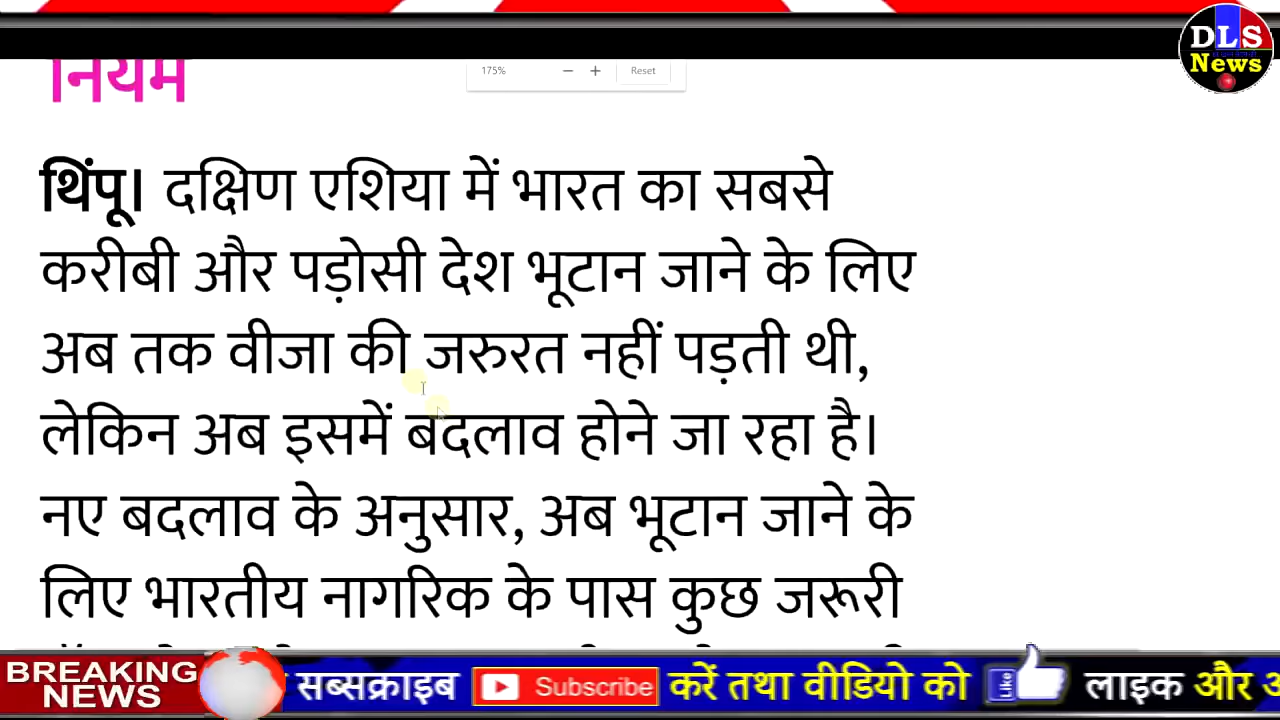 DLS
News
नियम
175% − + Reset
थिंपू। दक्षिण एशिया में भारत का सबसे
करीबी और पड़ोसी देश भूटान जाने के लिए
अब तक वीजा की जरुरत नहीं पड़ती थी,
लेकिन अब इसमें बदलाव होने जा रहा है।
नए बदलाव के अनुसार, अब भूटान जाने के
लिए भारतीय नागरिक के पास कुछ जरूरी
BREAKING
NEWS
सब्सक्राइब Subscribe करें तथा वीडियो को Like लाइक और